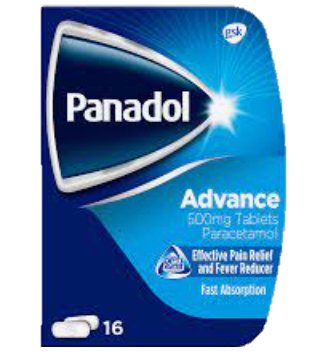 gsk
Panadol
Advance
500mg Tablets
Paracetamol
Effective Pain Relief
and Fever Reducer
Fast Absorption
16